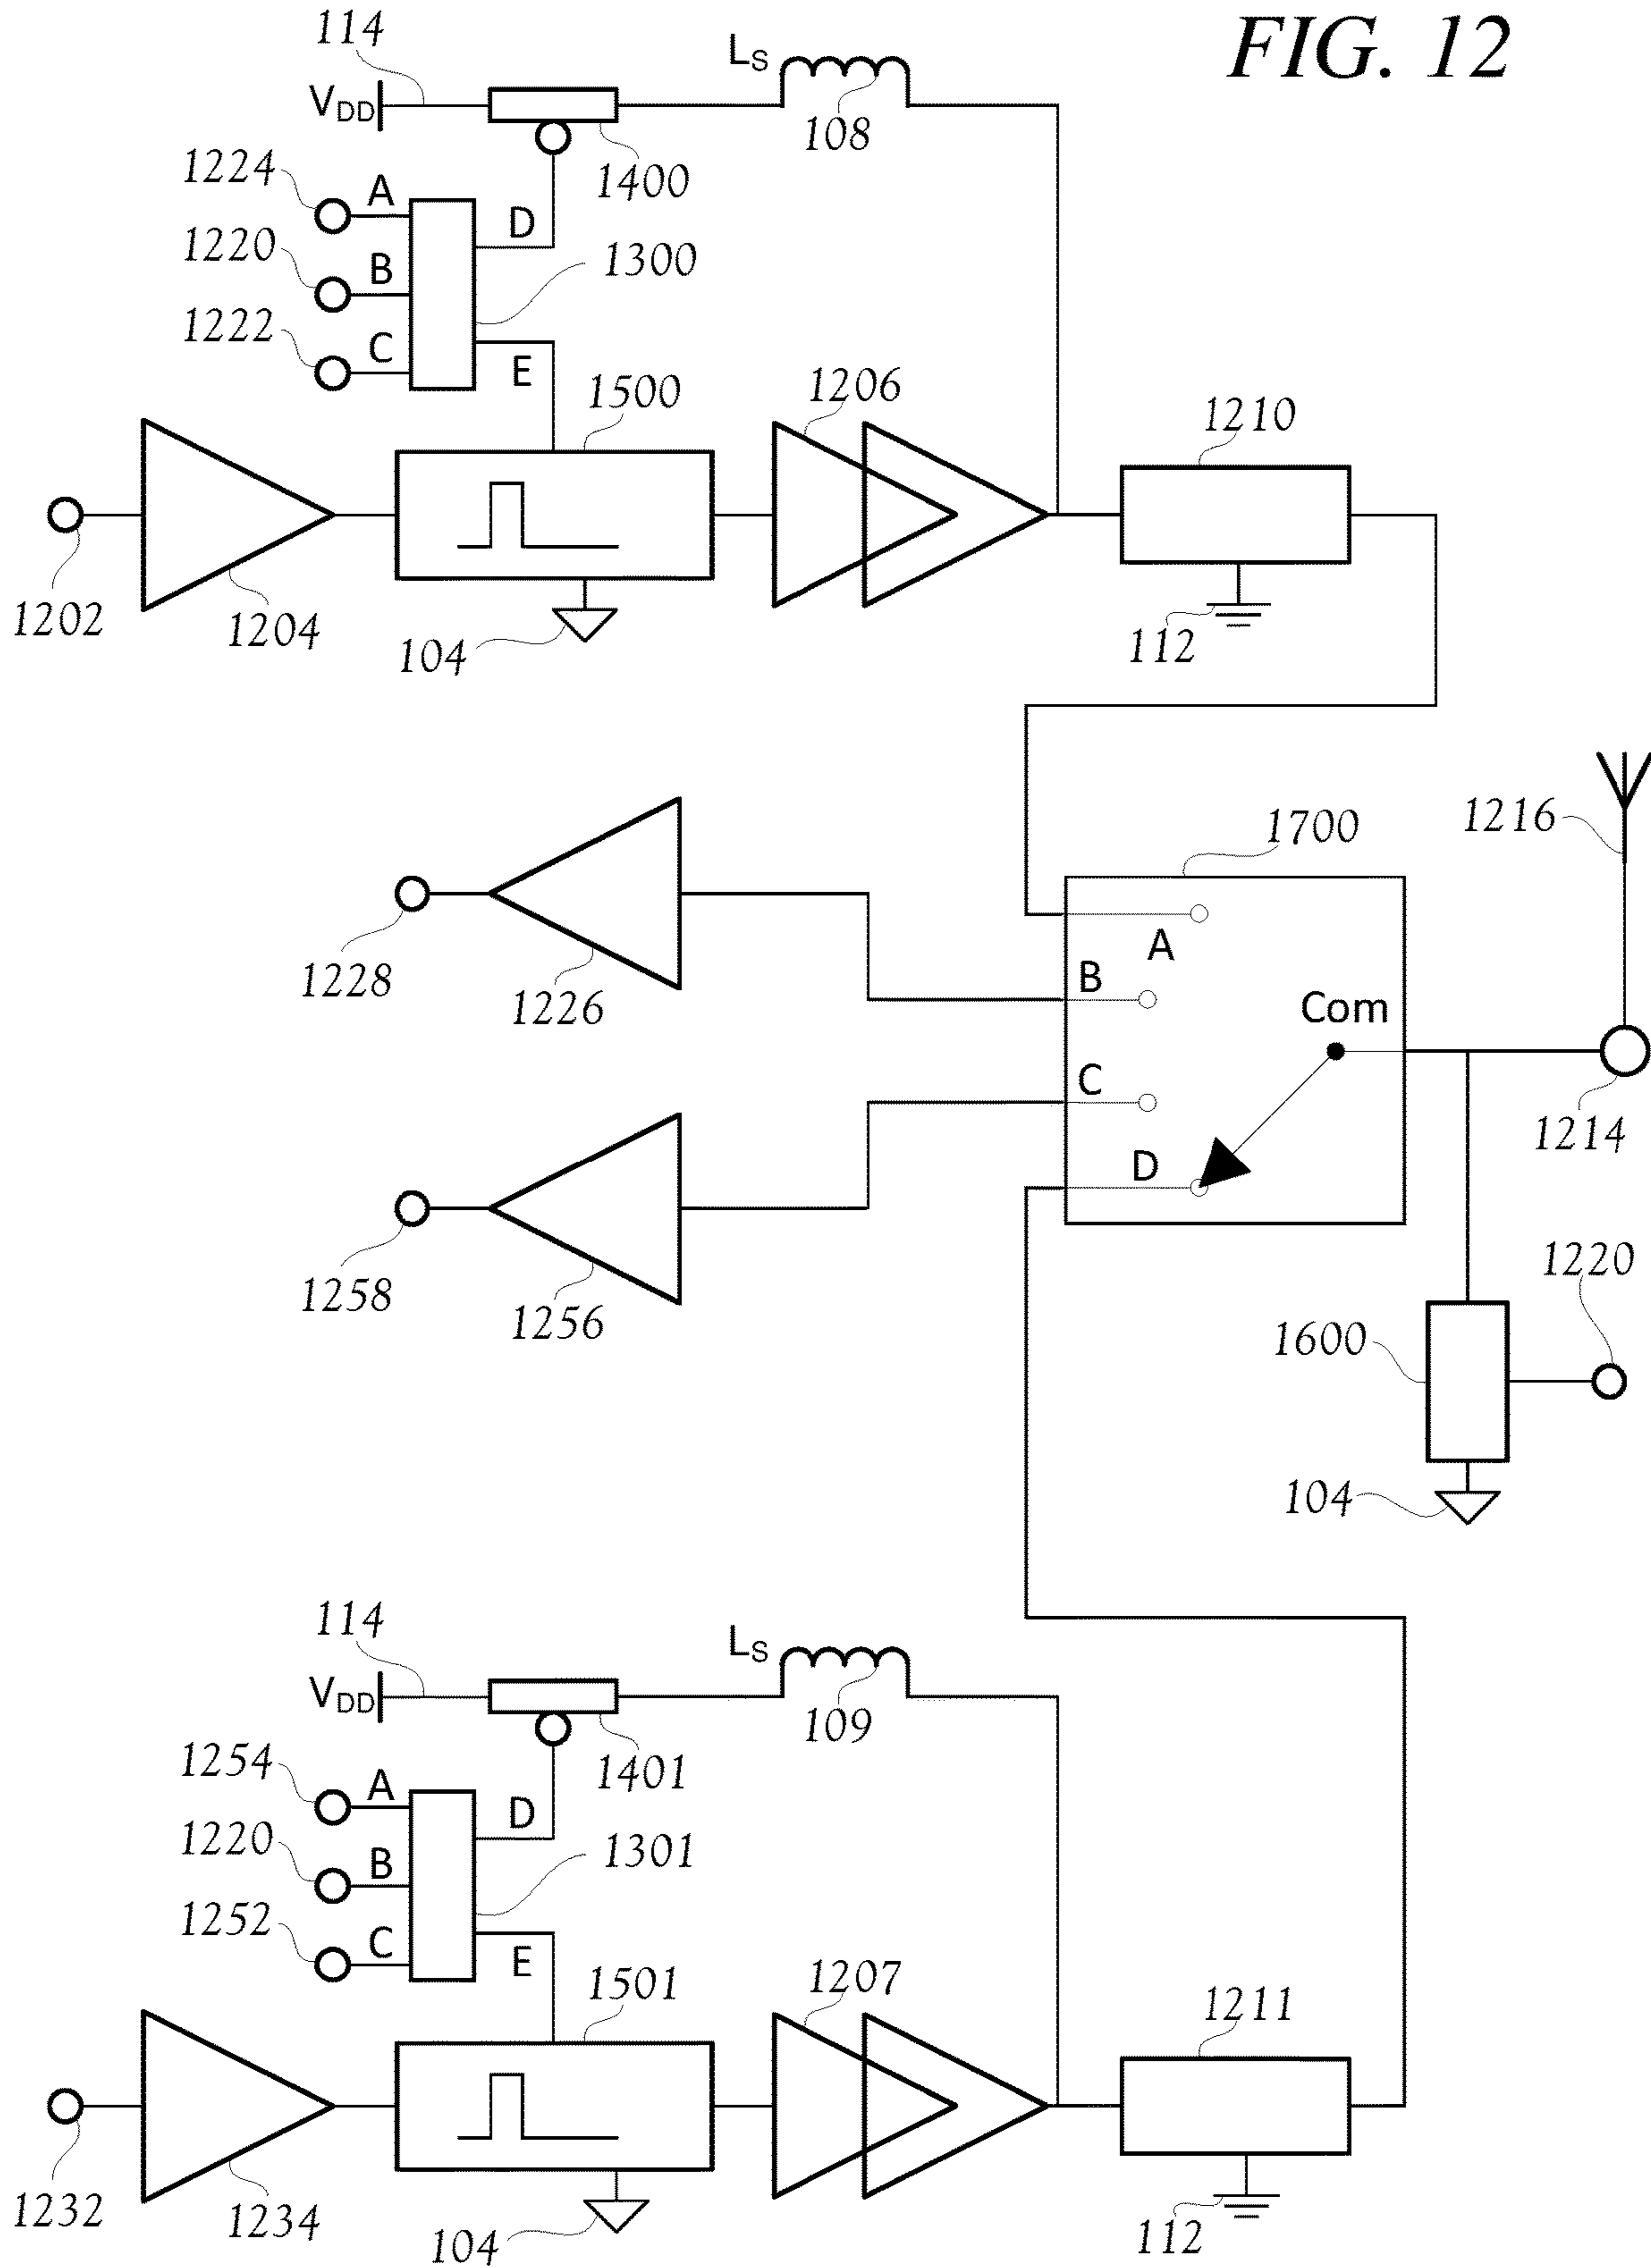 FIG. 12
114
LS
VDD
108
1400
1224
A
D
1220
B
1300
1222
C
E
1500
1206
1210
1202
1204
104
112
1216
1700
A
1228
1226
B
Com
C
1214
D
1258
1256
1220
1600
104
114
LS
VDD
109
1401
1254
A
D
1220
B
1301
1252
C
E
1501
1207
1211
1232
1234
104
112